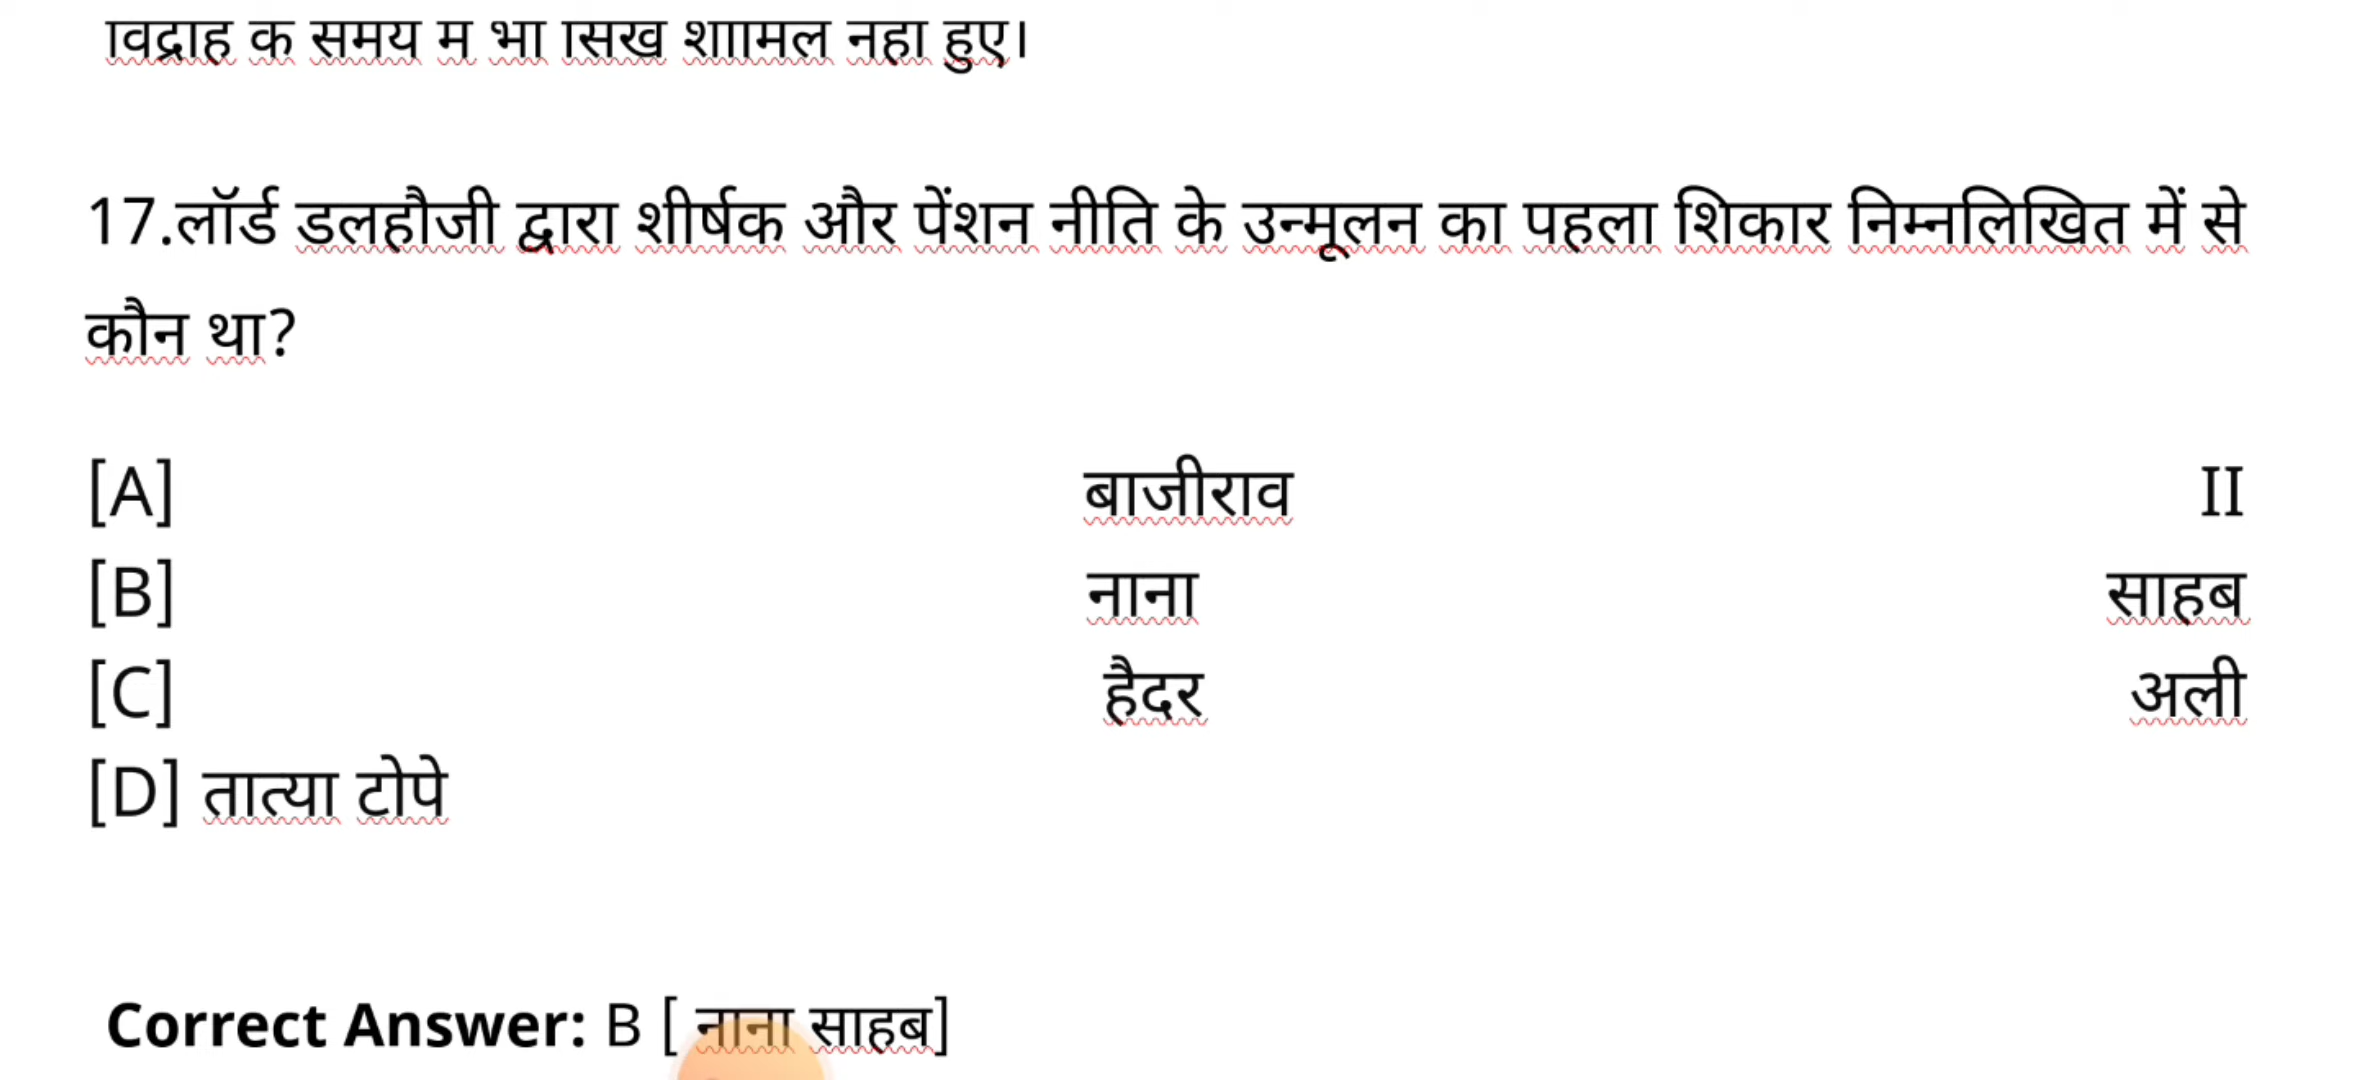 विद्रोह के समय में भी सिख शामिल नहीं हुए।
17.लॉर्ड डलहौजी द्वारा शीर्षक और पेंशन नीति के उन्मूलन का पहला शिकार निम्नलिखित में से
कौन था?
[A] बाजीराव II
[B] नाना साहब
[C] हैदर अली
[D] तात्या टोपे
Correct Answer: B [ नाना साहब]